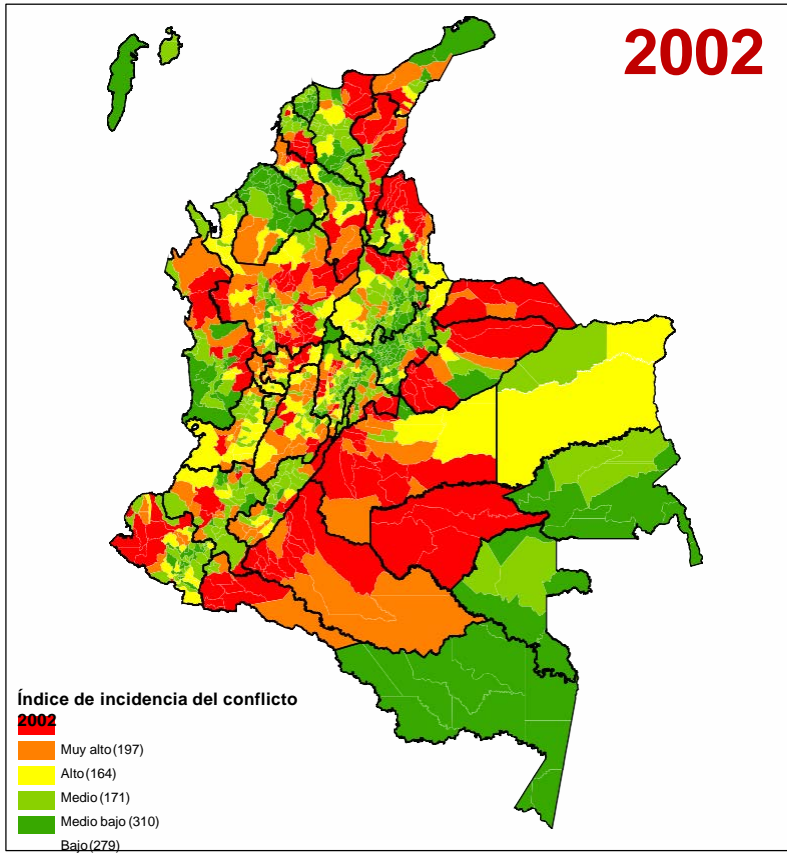 2002
Índice de incidencia del conflicto
2002
Muy alto (197)
Alto (164)
Medio (171)
Medio bajo (310)
Bajo (279)